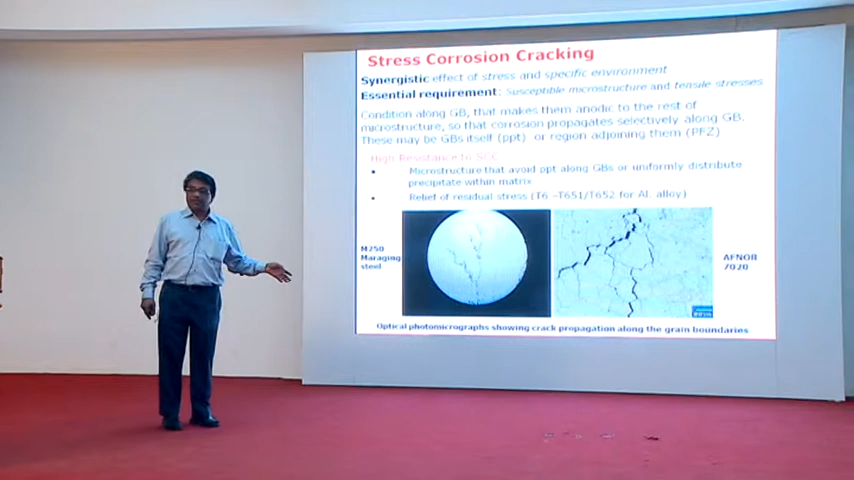 Stress Corrosion Cracking
Synergistic effect of stress and specific environment
Essential requirement: Susceptible microstructure and tensile stresses
Condition along GB, that makes them anodic to the rest of
microstructure, so that corrosion propagates selectively along GB.
These may be GBs itself (ppt) or region adjoining them (PFZ)
High Resistance to SCC
• Microstructure that avoid ppt along GBs or uniformly distribute
precipitate within matrix
• Relief of residual stress (T6 –T651/T652 for Al. alloy)
M250
Maraging
steel
AFNOR
7020
Optical photomicrographs showing crack propagation along the grain boundaries